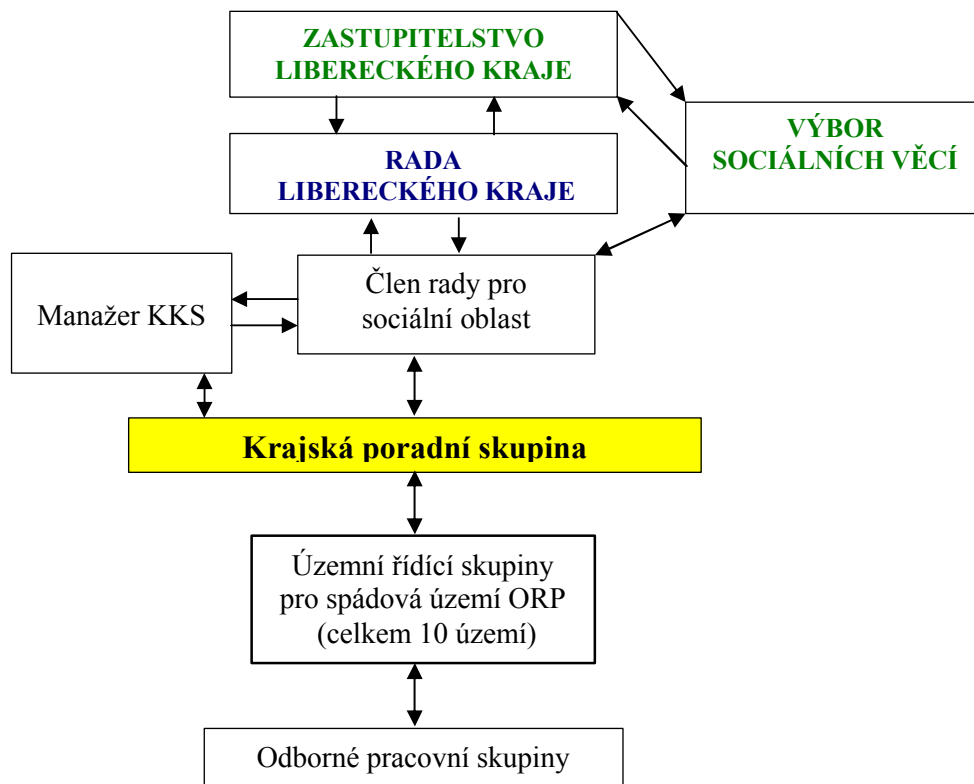 ZASTUPITELSTVO
LIBERECKÉHO KRAJE
VÝBOR
SOCIÁLNÍCH VĚCÍ
RADA
LIBERECKÉHO KRAJE
Člen rady pro
sociální oblast
Manažer KKS
Krajská poradní skupina
Územní řídící skupiny
pro spádová území ORP
(celkem 10 území)
Odborné pracovní skupiny